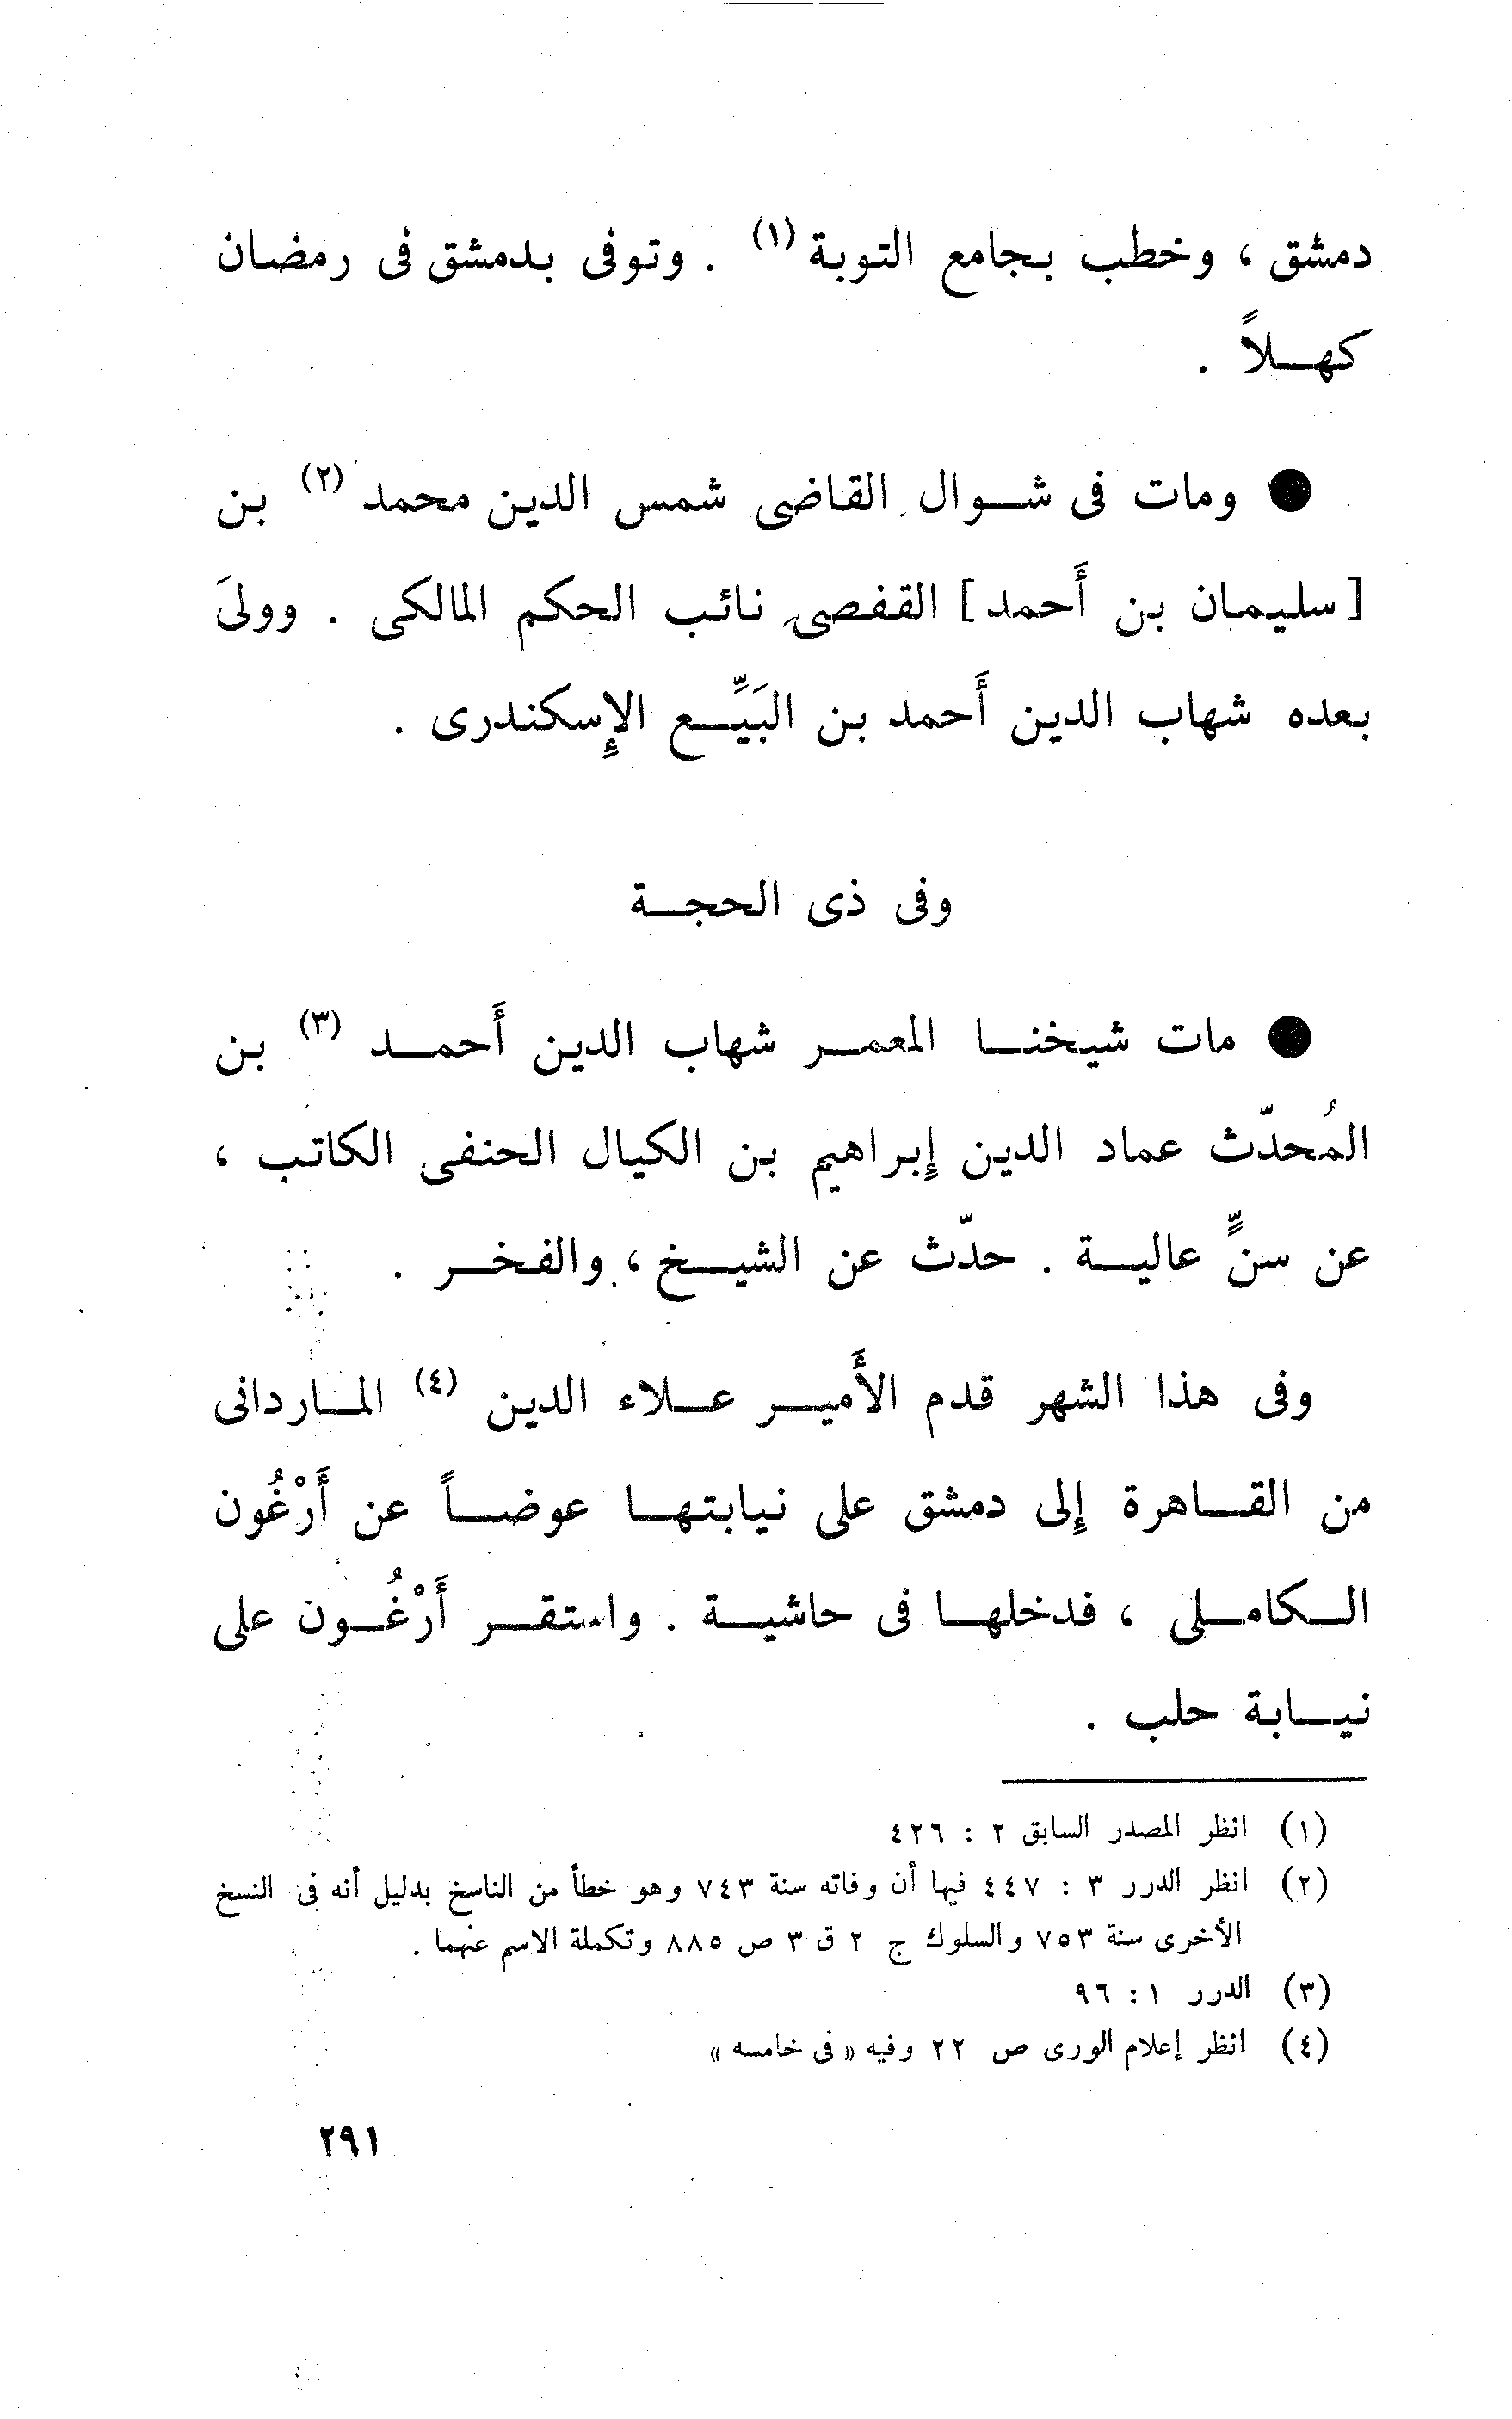 دمشق ، وخطب بجامع التوبة (١) . وتوفى بدمشق فى رمضان
كهلاً .
● ومات فى شوال القاضى شمس الدين محمد (٢) بن
[سليمان بن أَحمد] القفصى نائب الحكم المالكى . وولىَ
بعده شهاب الدين أَحمد بن البَيِّع الإِسكندرى .
وفى ذى الحجة
● مات شيخنا المعمر شهاب الدين أَحمد (٣) بن
المُحدّث عماد الدين إِبراهيم بن الكيال الحنفى الكاتب ،
عن سنٍّ عالية . حدّث عن الشيخ ، والفخر .
وفى هذا الشهر قدم الأَمير علاء الدين (٤) الماردانى
من القاهرة إِلى دمشق على نيابتها عوضاً عن أَرْغُون
الكاملى ، فدخلها فى حاشية . واستقر أَرْغُون على
نيابة حلب .
(١) انظر المصدر السابق ٢ : ٤٢٦
(٢) انظر الدرر ٣ : ٤٤٧ فيها أن وفاته سنة ٧٤٣ وهو خطأ من الناسخ بدليل أنه فى النسخ
الأخرى سنة ٧٥٣ والسلوك ج ٢ ق ٣ ص ٨٨٥ وتكملة الاسم عنهما .
(٣) الدرر ١ : ٩٦
(٤) انظر إعلام الورى ص ٢٢ وفيه « فى خامسه »
٢٩١